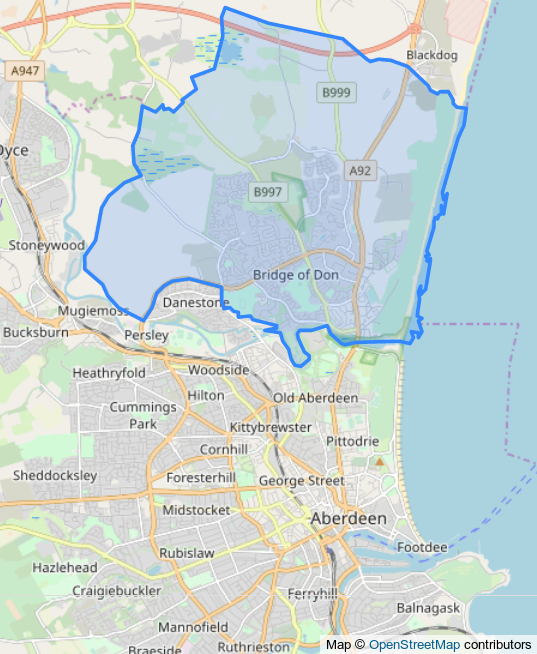 Blackdog
A947
B999
Dyce
A92
B997
Stoneywood
Bridge of Don
Danestone
Mugiemoss
Bucksburn
Persley
Woodside
Heathryfold
Hilton
Old Aberdeen
Cummings
Park
Kittybrewster
Pittodrie
Cornhill
Sheddocksley
Foresterhill
George Street
Midstocket
Aberdeen
Rubislaw
Footdee
Hazlehead
Craigiebuckler
Ferryhill
Balnagask
Mannofield
Braeside
Ruthrieston
Map © OpenStreetMap contributors